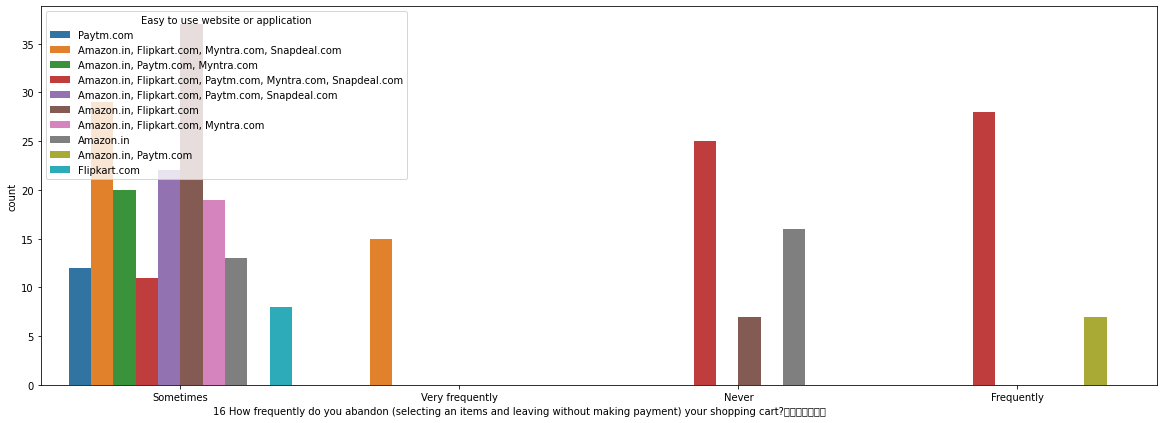 Easy to use website or application
Paytm.com
Amazon.in, Flipkart.com, Myntra.com, Snapdeal.com
Amazon.in, Paytm.com, Myntra.com
Amazon.in, Flipkart.com, Paytm.com, Myntra.com, Snapdeal.com
Amazon.in, Flipkart.com, Paytm.com, Snapdeal.com
Amazon.in, Flipkart.com
Amazon.in, Flipkart.com, Myntra.com
Amazon.in
Amazon.in, Paytm.com
Flipkart.com
35
30
25
20
15
10
5
0
count
Sometimes
Very frequently
Never
Frequently
16 How frequently do you abandon (selecting an items and leaving without making payment) your shopping cart?